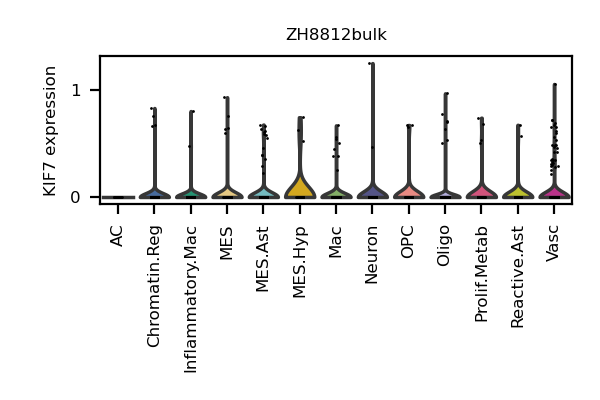 ZH8812bulk
KIF7 expression
1
0
AC
Chromatin.Reg
Inflammatory.Mac
MES
MES.Ast
MES.Hyp
Mac
Neuron
OPC
Oligo
Prolif.Metab
Reactive.Ast
Vasc